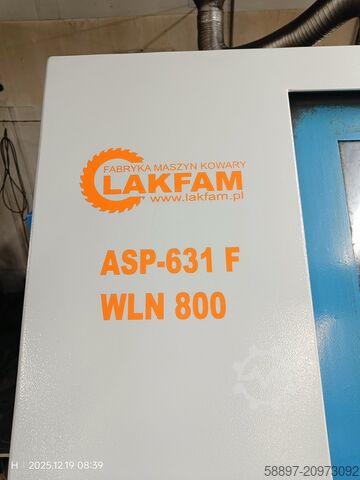 FABRYKA MASZYN KOWARY
LAKFAM
www.lakfam.pl
ASP-631 F
WLN 800
H 2025.12.19 08:39
58897-20973092